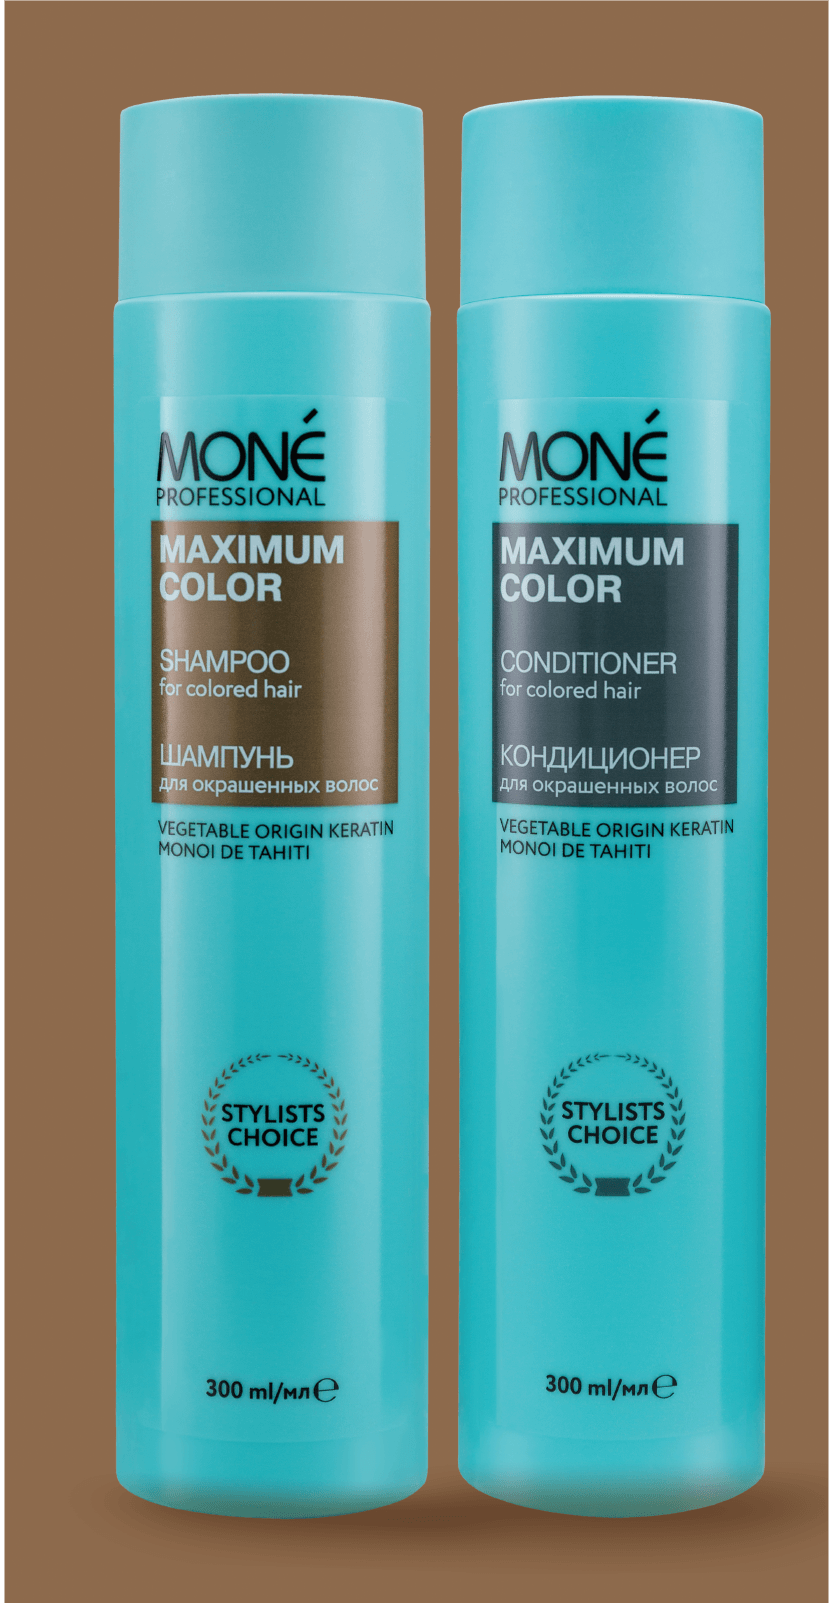 MONÉ
PROFESSIONAL
MAXIMUM
COLOR
SHAMPOO
for colored hair
ШАМПУНЬ
для окрашенных волос
VEGETABLE ORIGIN KERATIN
MONOI DE TAHITI
STYLISTS
CHOICE
300 ml/мл ℮
MONÉ
PROFESSIONAL
MAXIMUM
COLOR
CONDITIONER
for colored hair
КОНДИЦИОНЕР
для окрашенных волос
VEGETABLE ORIGIN KERATIN
MONOI DE TAHITI
STYLISTS
CHOICE
300 ml/мл ℮